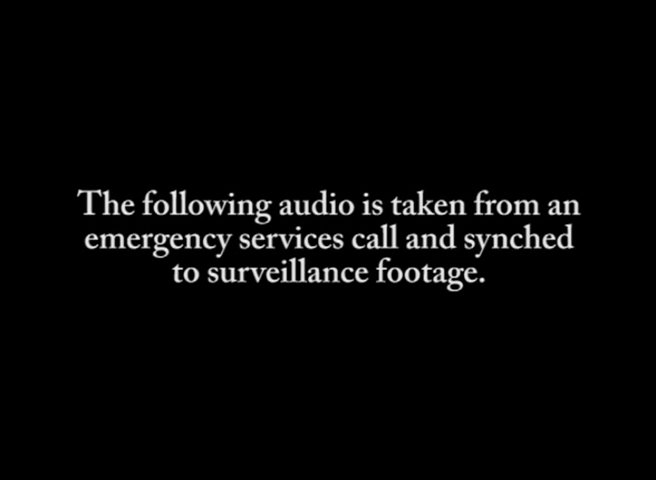 The following audio is taken from an
emergency services call and synched
to surveillance footage.